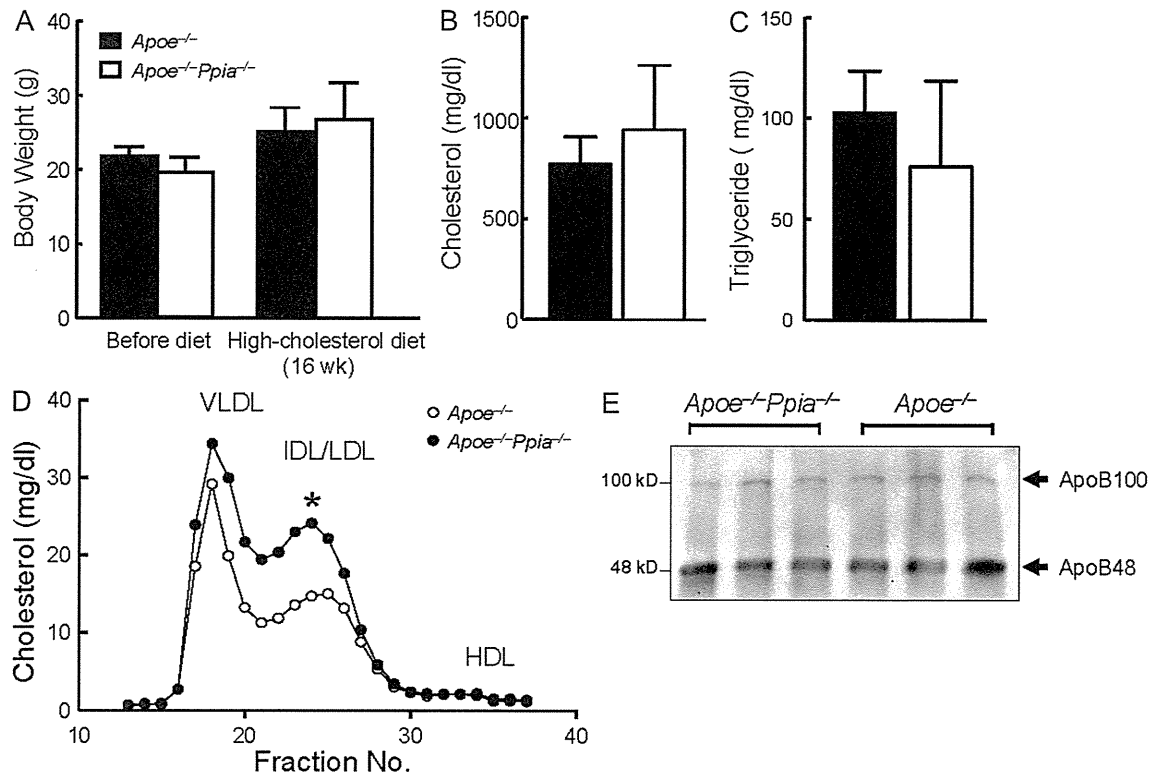 A
Apoe–/–
Apoe–/–Ppia–/–
Body Weight (g)
40
30
20
10
0
Before diet
High-cholesterol diet
(16 wk)
B
Cholesterol (mg/dl)
1500
1000
500
0
C
Triglyceride ( mg/dl)
150
100
50
0
D
Cholesterol (mg/dl)
40
30
20
10
0
VLDL
IDL/LDL
*
HDL
Apoe–/–
Apoe–/–Ppia–/–
10
20
30
40
Fraction No.
E
Apoe–/–Ppia–/–
Apoe–/–
100 kD
48 kD
ApoB100
ApoB48